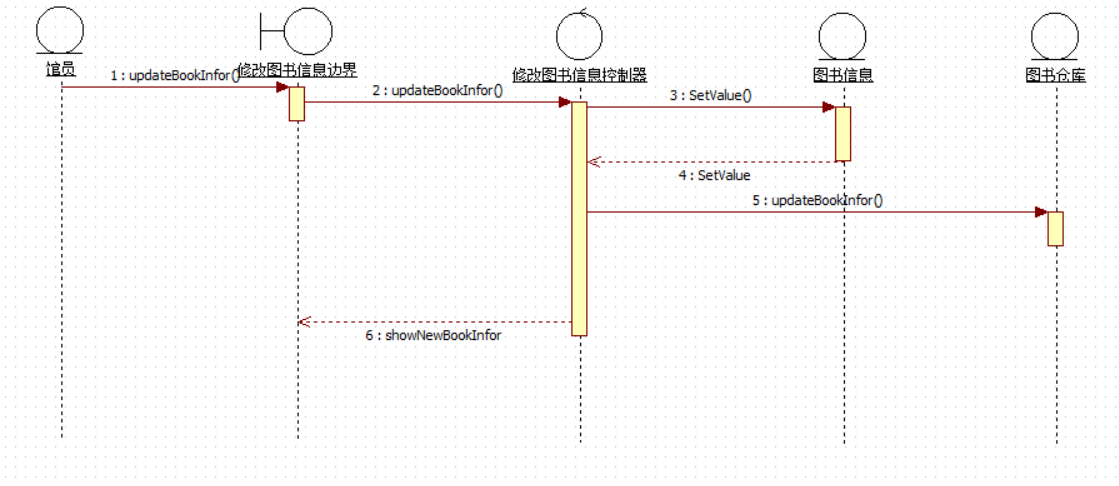 馆员
修改图书信息边界
修改图书信息控制器
图书信息
图书仓库
1 : updateBookInfor()
2 : updateBookInfor()
3 : SetValue()
4 : SetValue
5 : updateBookInfor()
6 : showNewBookInfor